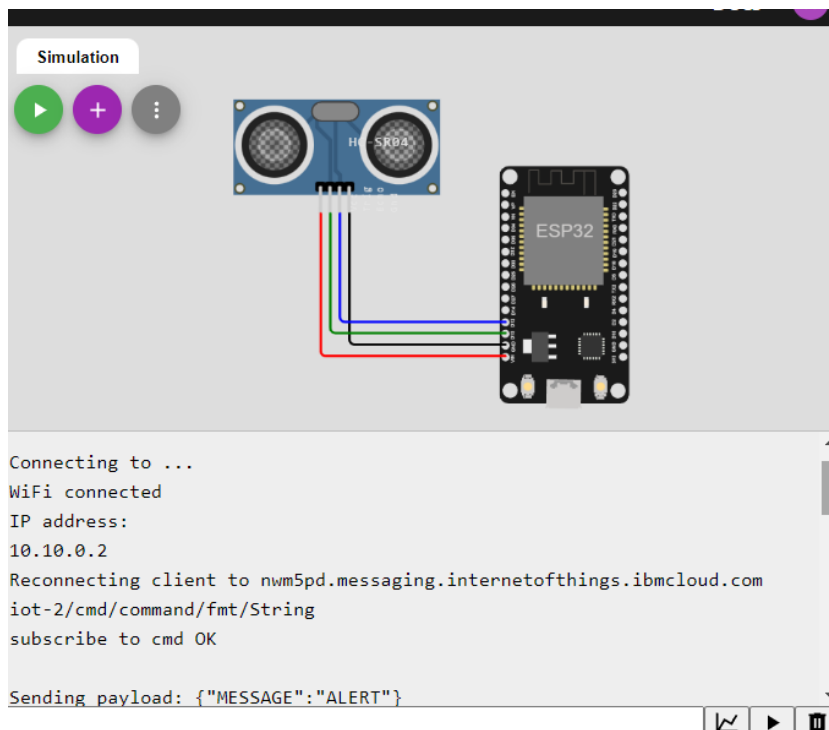 Simulation
HC-SR04
ESP32
Connecting to ...
WiFi connected
IP address:
10.10.0.2
Reconnecting client to nwm5pd.messaging.internetofthings.ibmcloud.com
iot-2/cmd/command/fmt/String
subscribe to cmd OK
Sending payload: {"MESSAGE":"ALERT"}